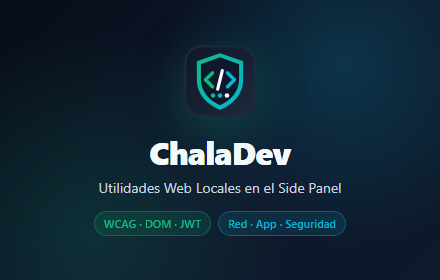 ChalaDev
Utilidades Web Locales en el Side Panel
WCAG · DOM · JWT
Red · App · Seguridad